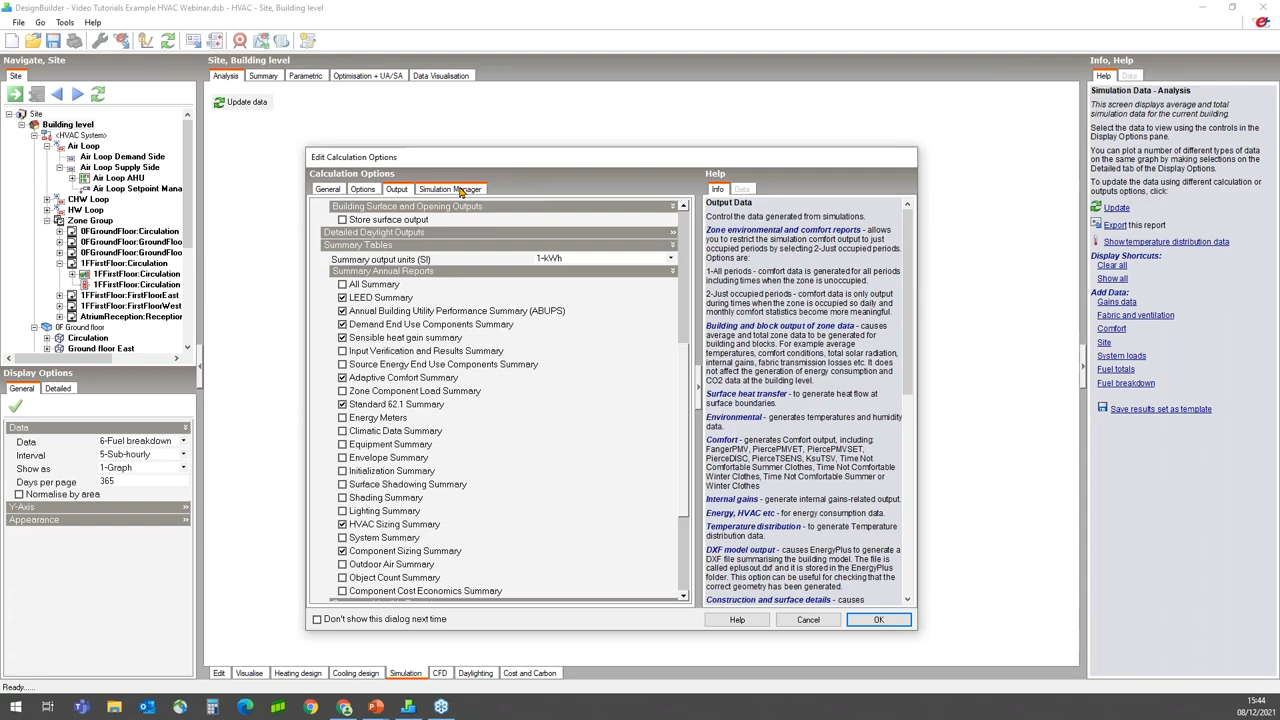 DesignBuilder - Video Tutorials Example HVAC Webinar.dsb - HVAC - Site, Building level
File Go Tools Help
Navigate, Site
Site
Site
Building level
<HVAC System>
Air Loop
Air Loop Demand Side
Air Loop Supply Side
Air Loop AHU
Air Loop Setpoint Mana
CHW Loop
HW Loop
Zone Group
0FGroundFloor:Circulation
0FGroundFloor:Groundflo
0FGroundFloor:Groundflo
1FFirstFloor:Circulation
1FFirstFloor:Circulation
1FFirstFloor:Circulation
1FFirstFloor:FirstFloorEast
1FFirstFloor:FirstFloorWest
AtriumReception:Receptior
0F Ground floor
Circulation
Ground floor East
Display Options
General Detailed
Data
Data 6-Fuel breakdown
Interval 5-Sub-hourly
Show as 1-Graph
Days per page 365
Normalise by area
Y-Axis
Appearance
Site, Building level
Analysis Summary Parametric Optimisation + UA/SA Data Visualisation
Update data
Edit Calculation Options
Calculation Options
General Options Output Simulation Manager
Building Surface and Opening Outputs
Store surface output
Detailed Daylight Outputs
Summary Tables
Summary output units (SI) 1-kWh
Summary Annual Reports
All Summary
LEED Summary
Annual Building Utility Performance Summary (ABUPS)
Demand End Use Components Summary
Sensible heat gain summary
Input Verification and Results Summary
Source Energy End Use Components Summary
Adaptive Comfort Summary
Zone Component Load Summary
Standard 62.1 Summary
Energy Meters
Climatic Data Summary
Equipment Summary
Envelope Summary
Initialization Summary
Surface Shadowing Summary
Shading Summary
Lighting Summary
HVAC Sizing Summary
System Summary
Component Sizing Summary
Outdoor Air Summary
Object Count Summary
Component Cost Economics Summary
Don't show this dialog next time
Help
Info Data
Output Data
Control the data generated from simulations.
Zone environmental and comfort reports - allows
you to restrict the simulation comfort output to just
occupied periods by selecting 2-Just occupied periods.
Options are:
1-All periods - comfort data is generated for all periods
including times when the zone is unoccupied.
2-Just occupied periods - comfort data is only output
during times when the zone is occupied so daily and
monthly comfort statistics become more meaningful.
Building and block output of zone data - causes
average and total zone data to be generated for
building and blocks. For example average
temperatures, comfort conditions, total solar radiation,
internal gains, fabric transmission losses etc. It does
not affect the generation of energy consumption and
CO2 data at the building level.
Surface heat transfer - to generate heat flow at
surface boundaries.
Environmental - generates temperatures and humidity
data.
Comfort - generates Comfort output, including:
FangerPMV, PiercePMVET, PiercePMVSET,
PierceDISC, PierceTSENS, KsuTSV, Time Not
Comfortable Summer Clothes, Time Not Comfortable
Winter Clothes, Time Not Comfortable Summer or
Winter Clothes
Internal gains - generate internal gains-related output.
Energy, HVAC etc - for energy consumption data.
Temperature distribution - to generate Temperature
distribution data.
DXF model output - causes EnergyPlus to generate a
DXF file summarising the building model. The file is
called eplusout.dxf and it is stored in the EnergyPlus
folder. This option can be useful for checking that the
correct geometry has been generated.
Construction and surface details - causes
Help Cancel OK
Info, Help
Help Data
Simulation Data - Analysis
This screen displays average and total
simulation data for the current building.
Select the data to view using the controls in the
Display Options pane.
You can plot a number of different types of data
on the same graph by making selections on the
Detailed tab of the Display Options.
To update the data using different calculation or
outputs options, click:
Update
Export this report
Show temperature distribution data
Display Shortcuts:
Clear all
Show all
Add Data:
Gains data
Fabric and ventilation
Comfort
Site
System loads
Fuel totals
Fuel breakdown
Save results set as template
Edit Visualise Heating design Cooling design Simulation CFD Daylighting Cost and Carbon
Ready.....
15:44
08/12/2021